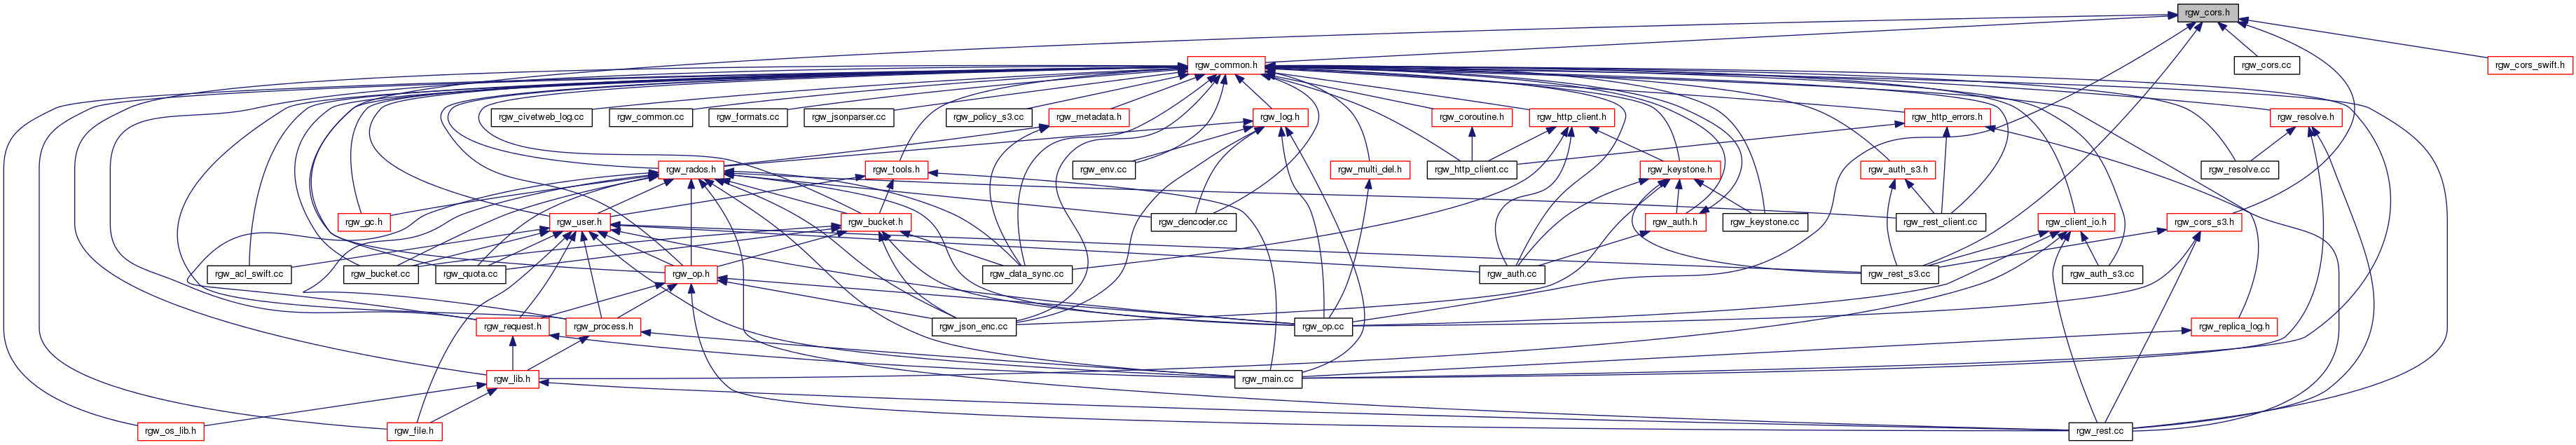 rgw_cors.h
rgw_common.h
rgw_cors.cc
rgw_cors_swift.h
rgw_civetweb_log.cc
rgw_common.cc
rgw_formats.cc
rgw_jsonparser.cc
rgw_policy_s3.cc
rgw_metadata.h
rgw_log.h
rgw_coroutine.h
rgw_http_client.h
rgw_http_errors.h
rgw_resolve.h
rgw_rados.h
rgw_tools.h
rgw_env.cc
rgw_multi_del.h
rgw_http_client.cc
rgw_keystone.h
rgw_auth_s3.h
rgw_resolve.cc
rgw_gc.h
rgw_user.h
rgw_bucket.h
rgw_dencoder.cc
rgw_auth.h
rgw_keystone.cc
rgw_rest_client.cc
rgw_client_io.h
rgw_cors_s3.h
rgw_acl_swift.cc
rgw_bucket.cc
rgw_quota.cc
rgw_op.h
rgw_data_sync.cc
rgw_auth.cc
rgw_rest_s3.cc
rgw_auth_s3.cc
rgw_request.h
rgw_process.h
rgw_json_enc.cc
rgw_op.cc
rgw_replica_log.h
rgw_lib.h
rgw_main.cc
rgw_os_lib.h
rgw_file.h
rgw_rest.cc